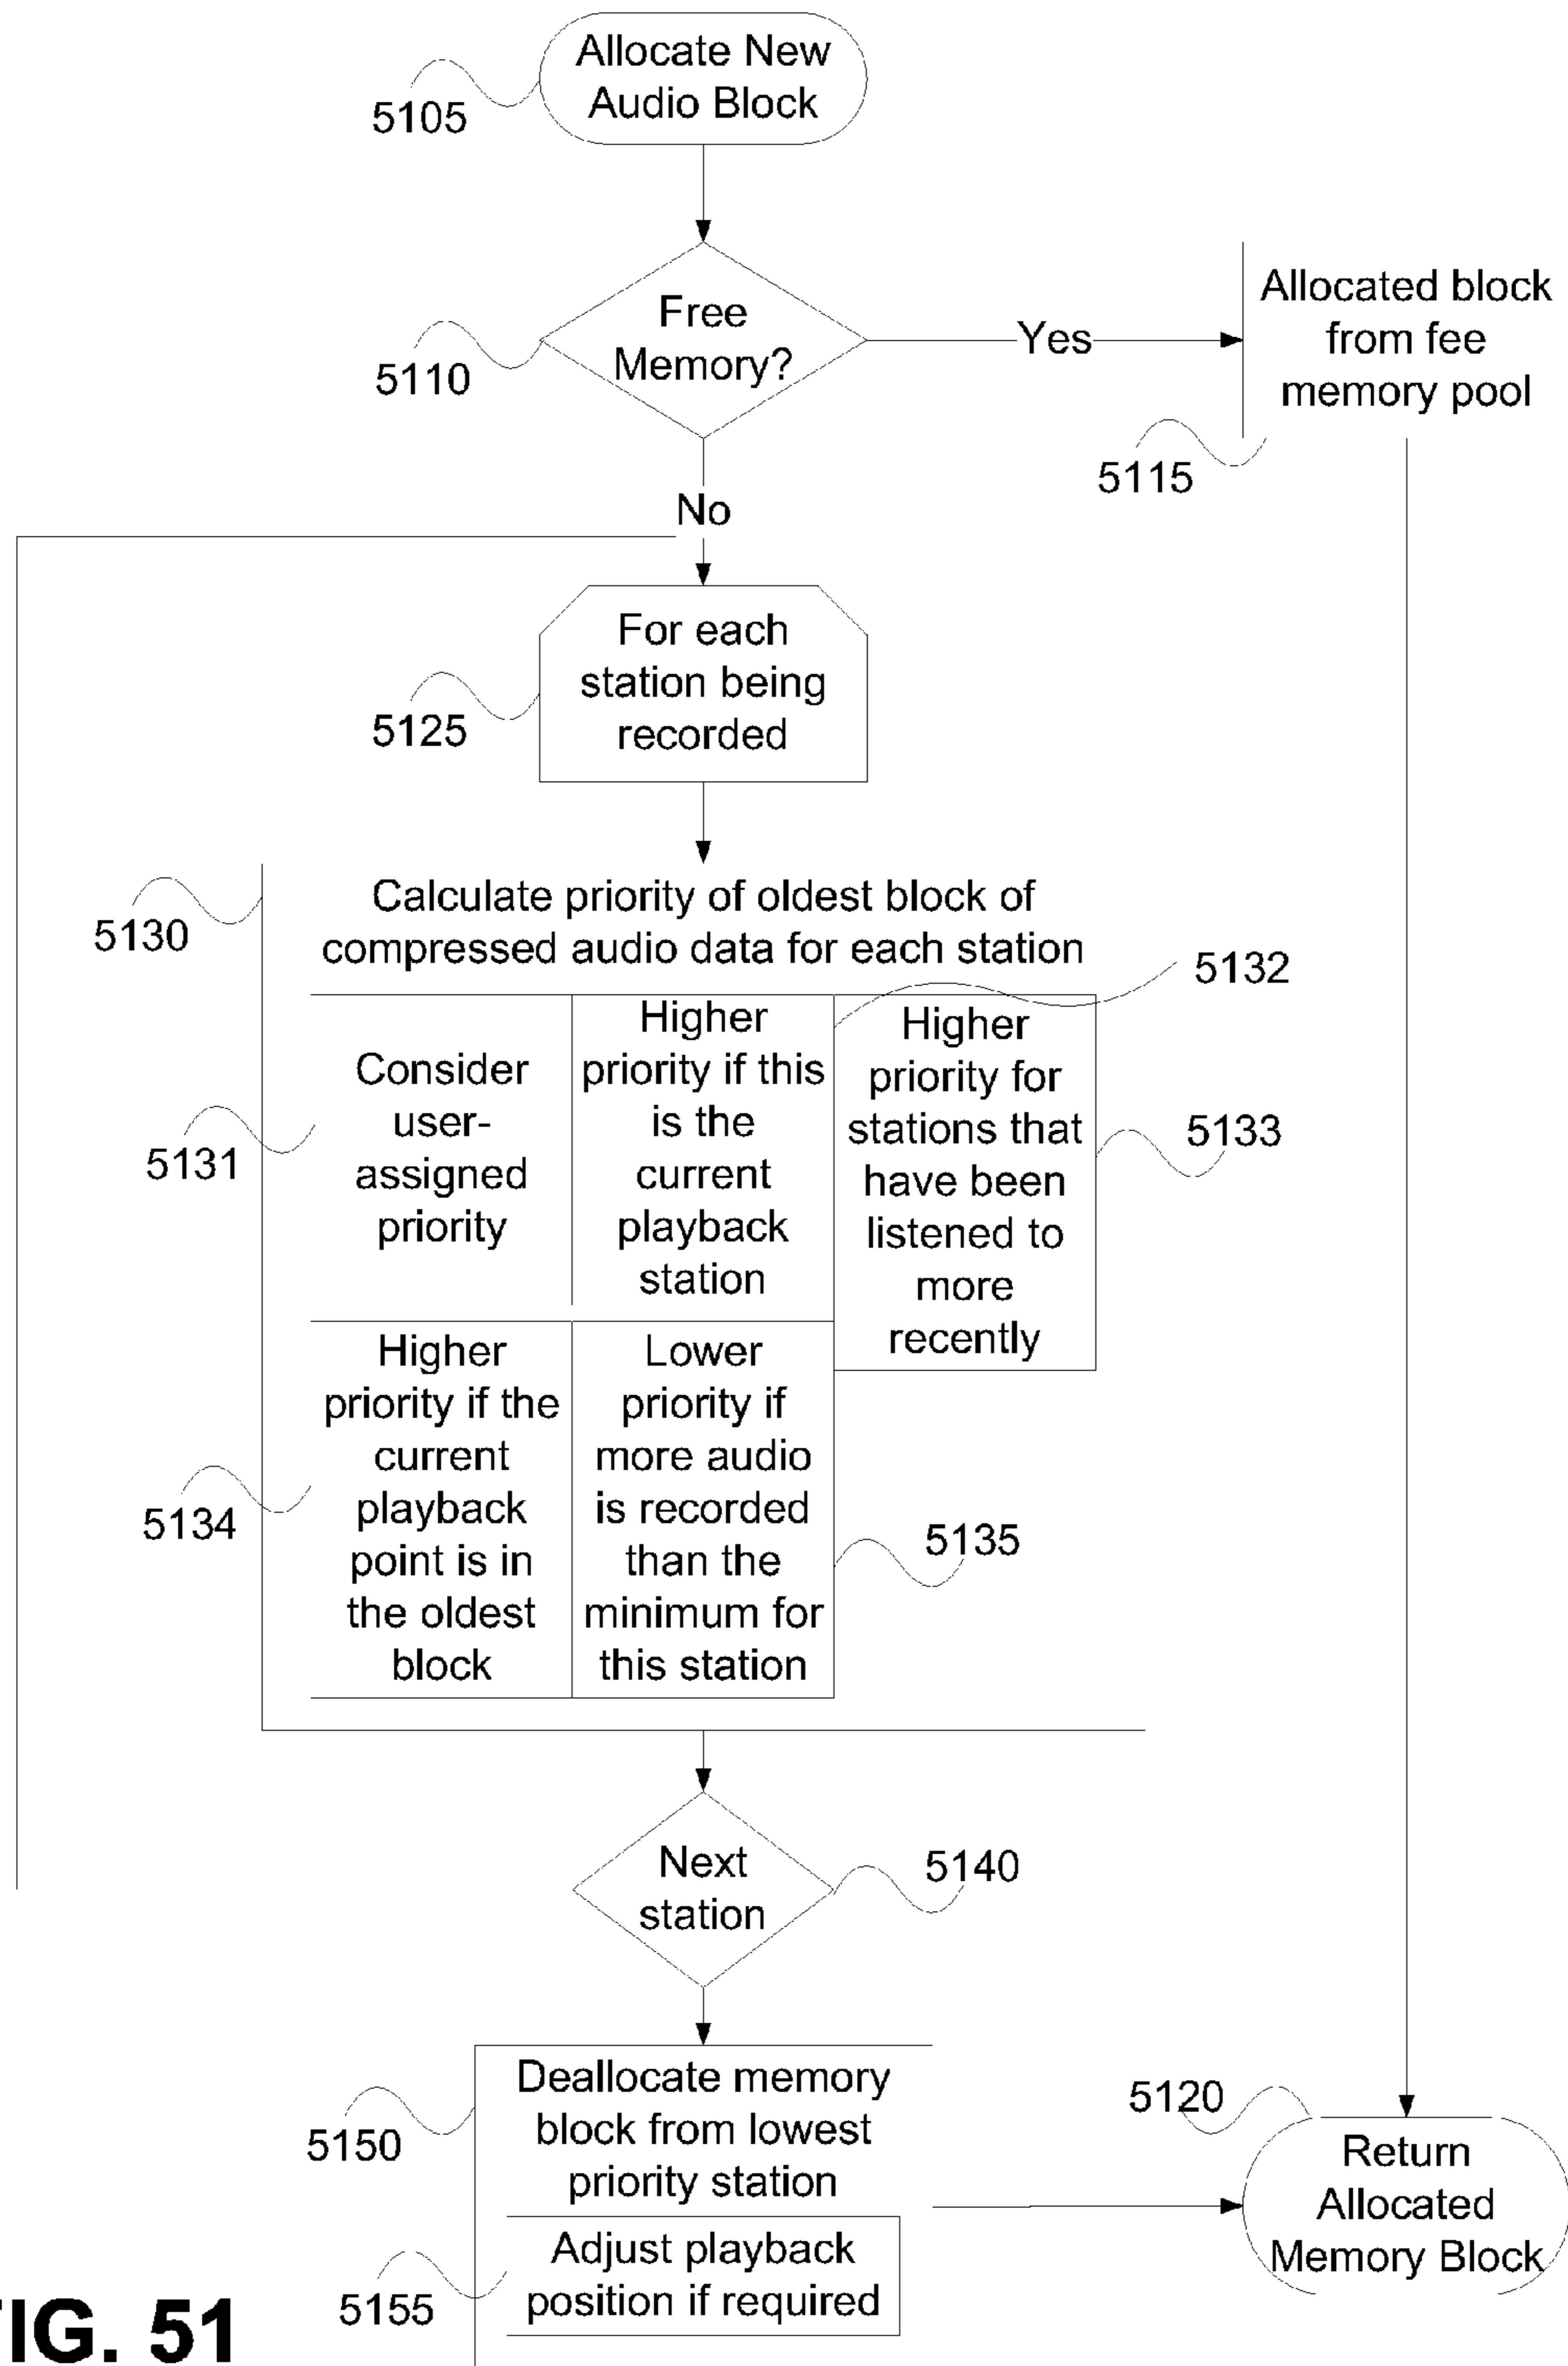 Allocate New
Audio Block
5105
Free
Memory?
5110
Yes
Allocated block
from fee
memory pool
5115
No
For each
station being
recorded
5125
Calculate priority of oldest block of
compressed audio data for each station
5130
5132
Consider
user-
assigned
priority
5131
Higher
priority if this
is the
current
playback
station
Higher
priority for
stations that
have been
listened to
more
recently
5133
Higher
priority if the
current
playback
point is in
the oldest
block
5134
Lower
priority if
more audio
is recorded
than the
minimum for
this station
5135
Next
station
5140
Deallocate memory
block from lowest
priority station
5150
Adjust playback
position if required
5155
5120
Return
Allocated
Memory Block
IG. 51